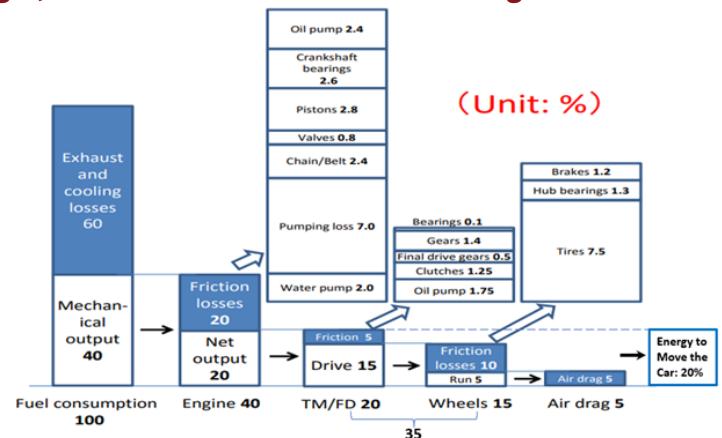 Oil pump 2.4
Crankshaft
bearings
2.6
Pistons 2.8
Valves 0.8
Chain/Belt 2.4
Pumping loss 7.0
Water pump 2.0
(Unit: %)
Exhaust
and
cooling
losses
60
Mechan-
ical
output
40
Friction
losses
20
Net
output
20
Bearings 0.1
Gears 1.4
Final drive gears 0.5
Clutches 1.25
Oil pump 1.75
Brakes 1.2
Hub bearings 1.3
Tires 7.5
Friction 5
Drive 15
Friction
losses 10
Run 5
Air drag 5
Energy to
Move the
Car: 20%
Fuel consumption
100
Engine 40
TM/FD 20
Wheels 15
Air drag 5
35